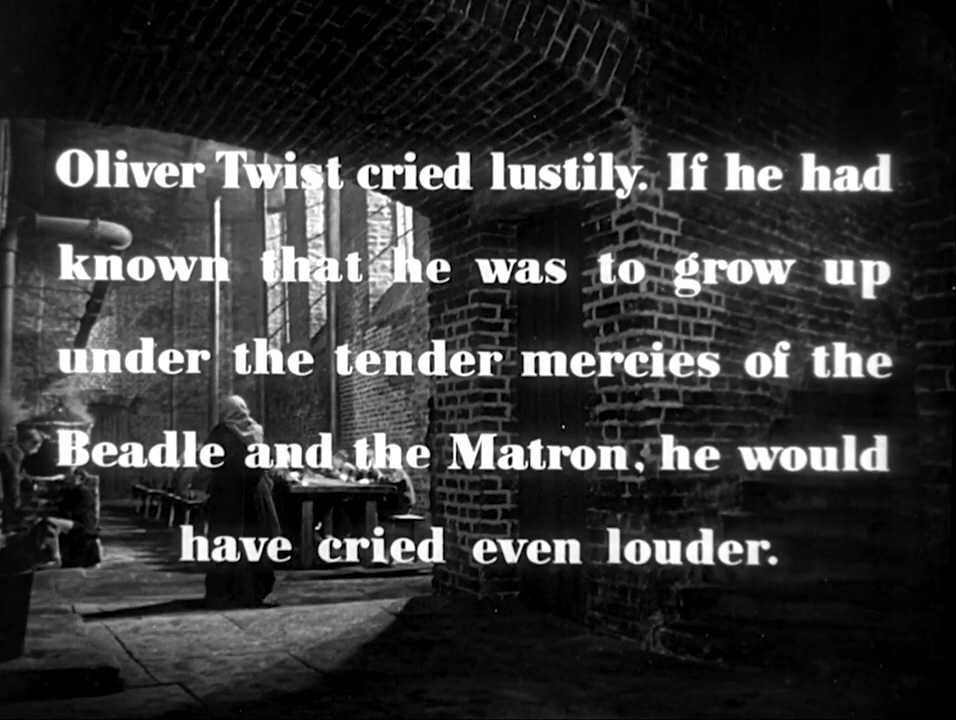 Oliver Twist cried lustily. If he had
known that he was to grow up
under the tender mercies of the
Beadle and the Matron, he would
have cried even louder.